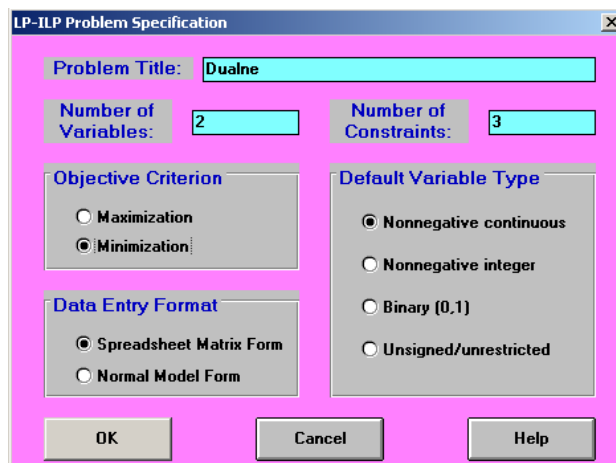 LP-ILP Problem Specification
Problem Title: Dualne
Number of Variables: 2
Number of Constraints: 3
Objective Criterion
Maximization
Minimization
Data Entry Format
Spreadsheet Matrix Form
Normal Model Form
Default Variable Type
Nonnegative continuous
Nonnegative integer
Binary (0,1)
Unsigned/unrestricted
OK
Cancel
Help